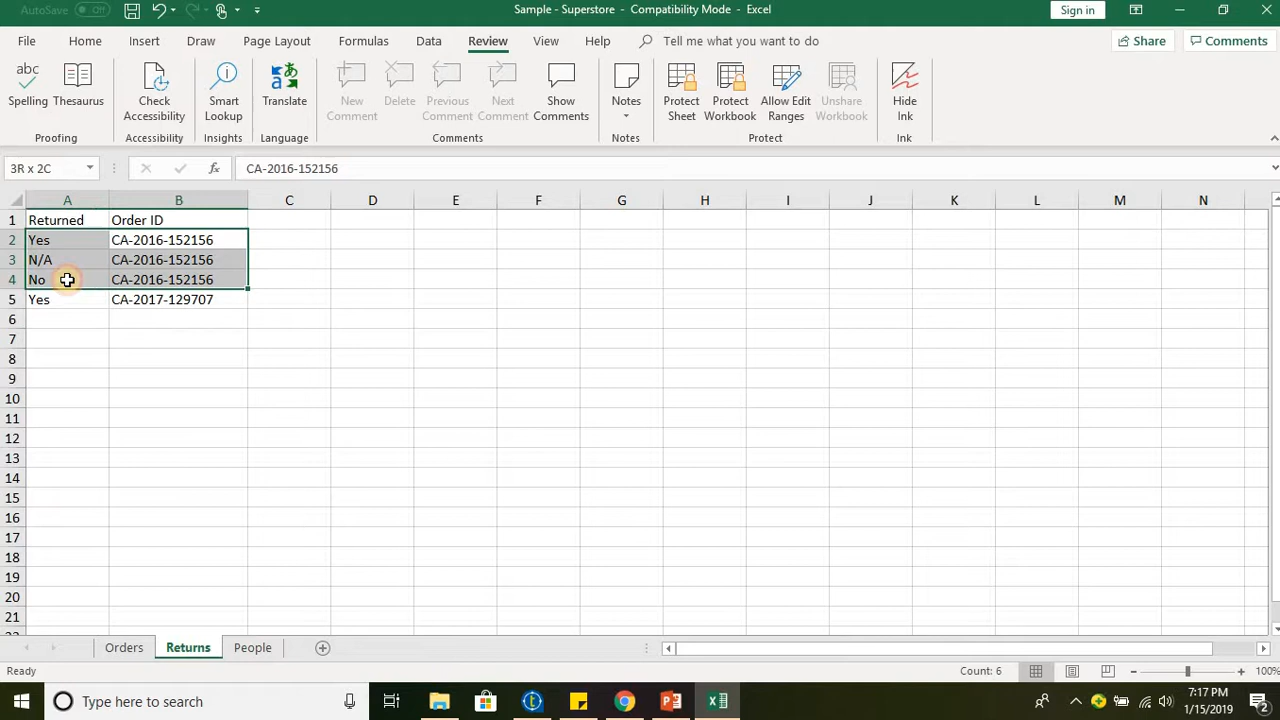 AutoSave Off
Sample - Superstore - Compatibility Mode - Excel
Sign in
File Home Insert Draw Page Layout Formulas Data Review View Help Tell me what you want to do Share Comments
abc
Spelling Thesaurus Check Accessibility Smart Lookup Translate New Comment Delete Previous Comment Next Comment Show Comments Notes Protect Sheet Protect Workbook Allow Edit Ranges Unshare Workbook Hide Ink
Proofing Accessibility Insights Language Comments Notes Protect Ink
3R x 2C fx CA-2016-152156
A B C D E F G H I J K L M N
1 Returned Order ID
2 Yes CA-2016-152156
3 N/A CA-2016-152156
4 No CA-2016-152156
5 Yes CA-2017-129707
6
7
8
9
10
11
12
13
14
15
16
17
18
19
20
21
Orders Returns People
Ready Count: 6 100%
Type here to search
7:17 PM
1/15/2019
2